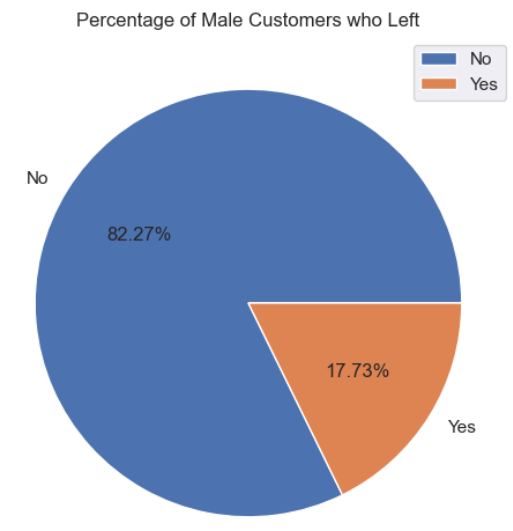 Percentage of Male Customers who Left
No
Yes
No
82.27%
17.73%
Yes